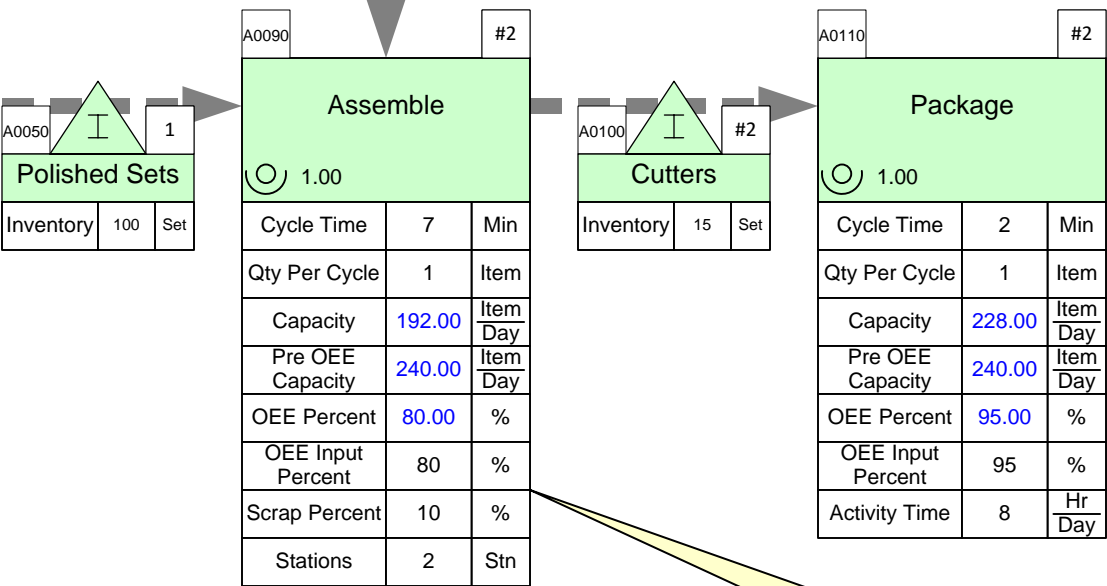 A0050
1
Polished Sets
Inventory 100 Set
A0090 #2
Assemble
1.00
Cycle Time 7 Min
Qty Per Cycle 1 Item
Capacity 192.00 Item
Day
Pre OEE
Capacity 240.00 Item
Day
OEE Percent 80.00 %
OEE Input
Percent 80 %
Scrap Percent 10 %
Stations 2 Stn
A0100
I
#2
Cutters
Inventory 15 Set
A0110 #2
Package
1.00
Cycle Time 2 Min
Qty Per Cycle 1 Item
Capacity 228.00 Item
Day
Pre OEE
Capacity 240.00 Item
Day
OEE Percent 95.00 %
OEE Input
Percent 95 %
Activity Time 8 Hr
Day